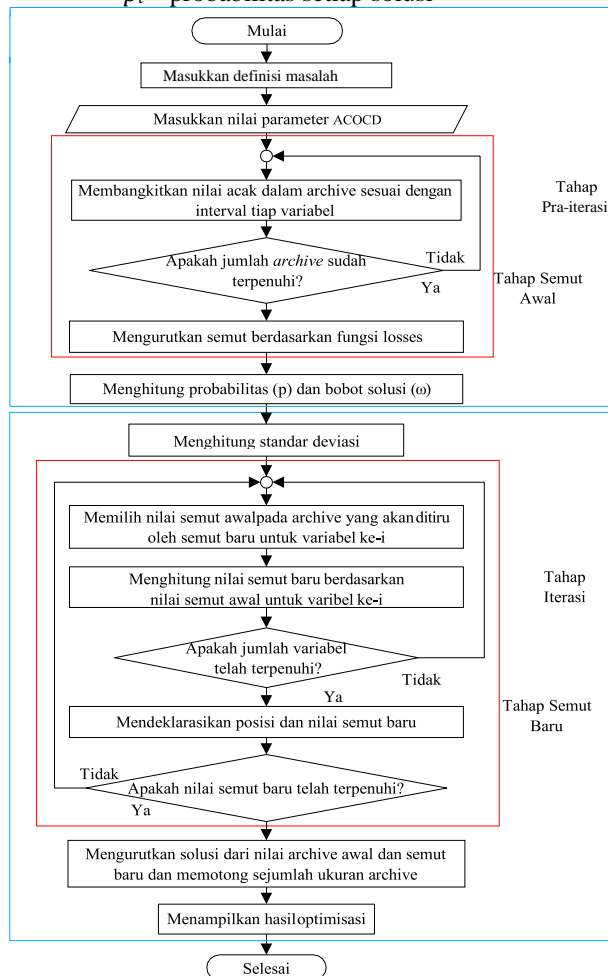 p_i = probabilitas setiap solusi
Mulai
Masukkan definisi masalah
Masukkan nilai parameter ACOCD
Membangkitkan nilai acak dalam archive sesuai dengan
interval tiap variabel
Tahap
Pra-iterasi
Apakah jumlah archive sudah
terpenuhi?
Tidak
Ya
Tahap Semut
Awal
Mengurutkan semut berdasarkan fungsi losses
Menghitung probabilitas (p) dan bobot solusi (ω)
Menghitung standar deviasi
Memilih nilai semut awalpada archive yang akanditiru
oleh semut baru untuk variabel ke-i
Menghitung nilai semut baru berdasarkan
nilai semut awal untuk varibel ke-i
Tahap
Iterasi
Apakah jumlah variabel
telah terpenuhi?
Tidak
Ya
Mendeklarasikan posisi dan nilai semut baru
Tahap Semut
Baru
Tidak
Apakah nilai semut baru telah terpenuhi?
Ya
Mengurutkan solusi dari nilai archive awal dan semut
baru dan memotong sejumlah ukuran archive
Menampilkan hasiloptimisasi
Selesai